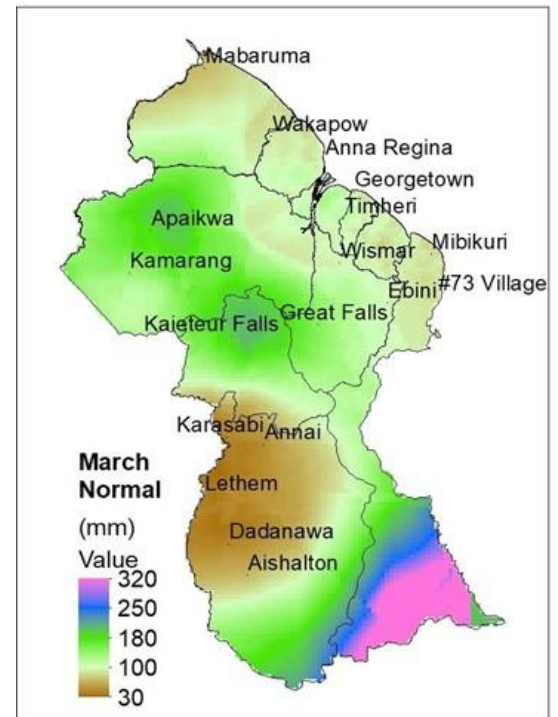 Mabaruma
Wakapow
Anna Regina
Georgetown
Timheri
Apaikwa
Wismar
Mibikuri
Kamarang
Ebini
#73 Village
Kaieteur Falls
Great Falls
Karasabi
Annai
Lethem
Dadanawa
Aishalton
March
Normal
(mm)
Value
320
250
180
100
30